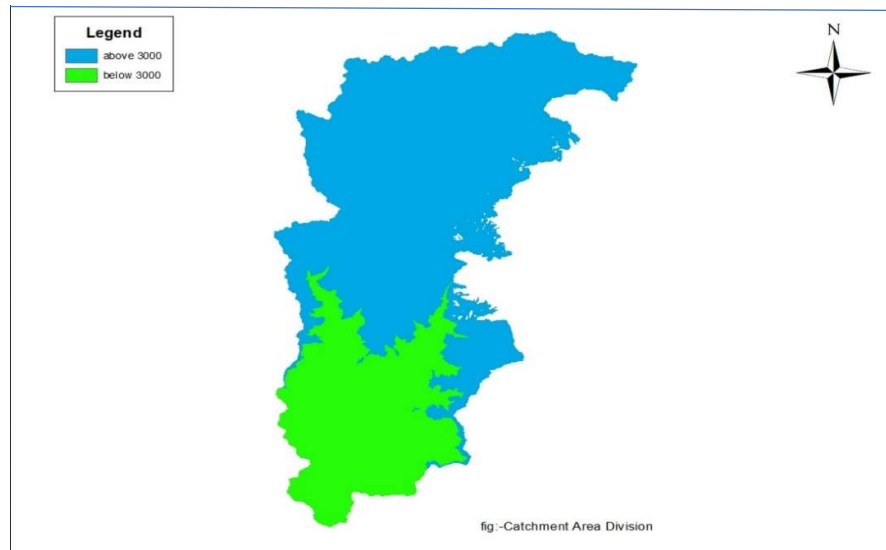 Legend
above 3000
below 3000
N
fig:-Catchment Area Division